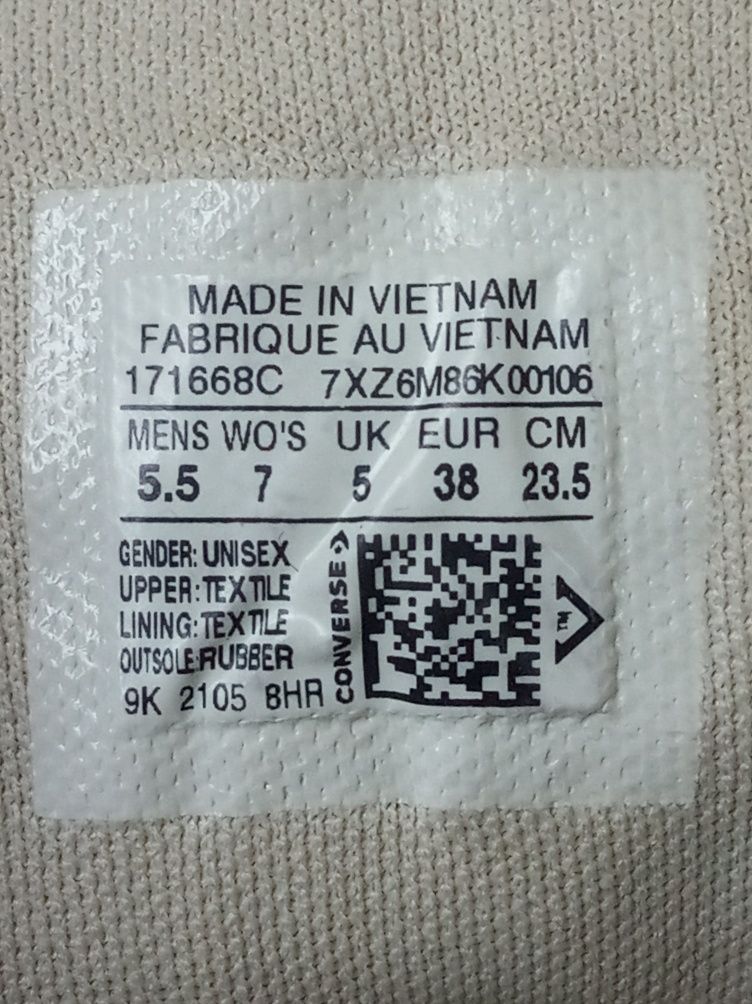 MADE IN VIETNAM
FABRIQUE AU VIETNAM
171668C 7XZ6M86K00106
MENS WO'S UK EUR CM
5.5 7 5 38 23.5
GENDER: UNISEX
UPPER: TEXTILE
LINING: TEXTILE
OUTSOLE:RUBBER
9K 2105 8HR
CONVERSE